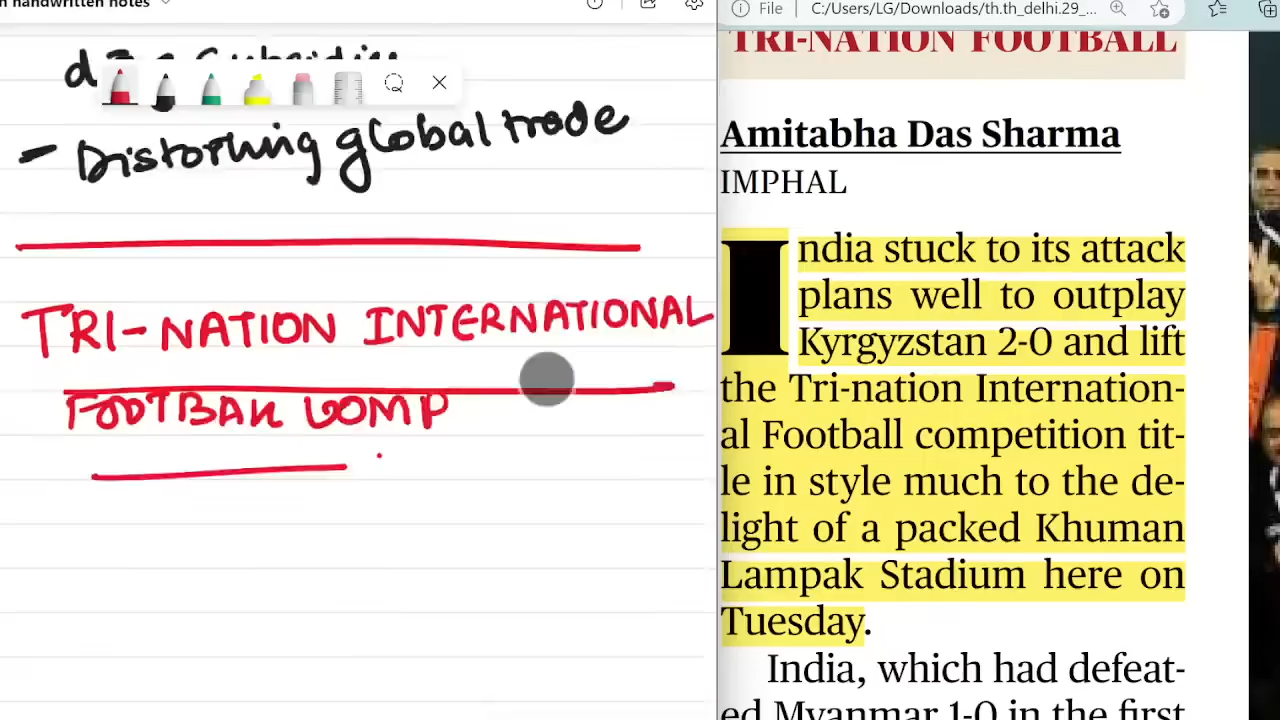 n handwritten notes
- Distorhing global trade
TRI-NATION INTERNATIONAL
FOOTBAK COMP
File
C:/Users/LG/Downloads/th.th_delhi.29_...
TRI-NATION FOOTBALL
Amitabha Das Sharma
IMPHAL
India stuck to its attack
plans well to outplay
Kyrgyzstan 2-0 and lift
the Tri-nation Internation-
al Football competition tit-
le in style much to the de-
light of a packed Khuman
Lampak Stadium here on
Tuesday.
India, which had defeat-
ed Myanmar 1-0 in the first